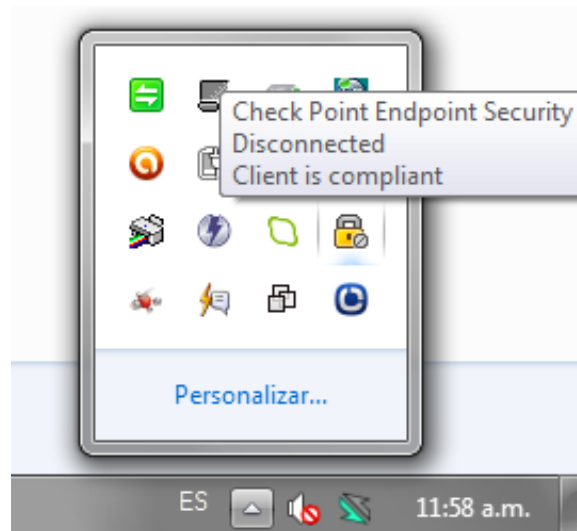 Check Point Endpoint Security
Disconnected
Client is compliant
Personalizar...
ES
11:58 a.m.